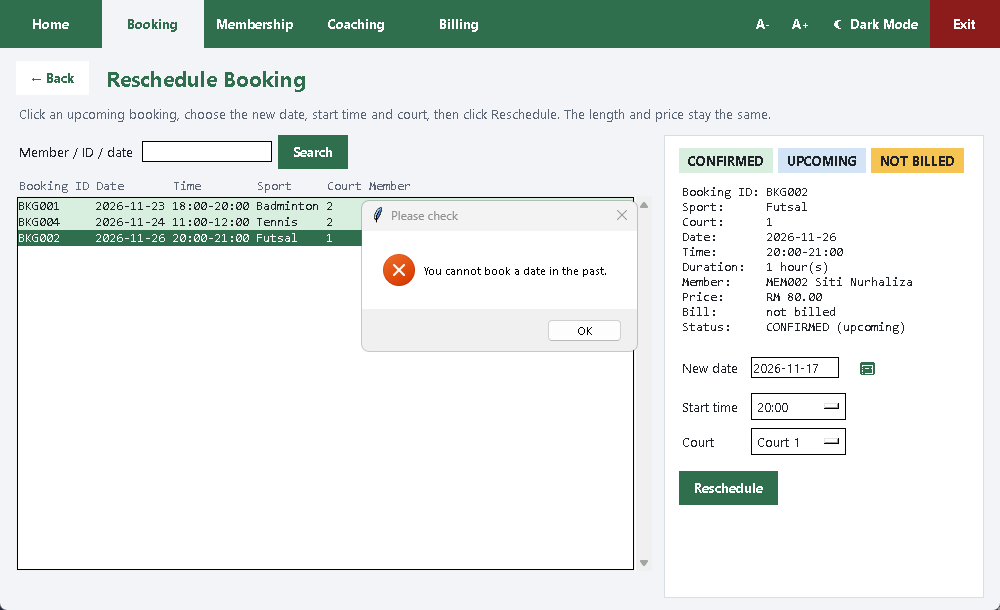 Home Booking Membership Coaching Billing A- A+ ☾ Dark Mode Exit
← Back Reschedule Booking
Click an upcoming booking, choose the new date, start time and court, then click Reschedule. The length and price stay the same.
Member / ID / date Search
Booking ID Date Time Sport Court Member
BKG001 2026-11-23 18:00-20:00 Badminton 2
BKG004 2026-11-24 11:00-12:00 Tennis 2
BKG002 2026-11-26 20:00-21:00 Futsal 1
Please check
You cannot book a date in the past.
OK
CONFIRMED UPCOMING NOT BILLED
Booking ID: BKG002
Sport: Futsal
Court: 1
Date: 2026-11-26
Time: 20:00-21:00
Duration: 1 hour(s)
Member: MEM002 Siti Nurhaliza
Price: RM 80.00
Bill: not billed
Status: CONFIRMED (upcoming)
New date 2026-11-17
Start time 20:00
Court Court 1
Reschedule